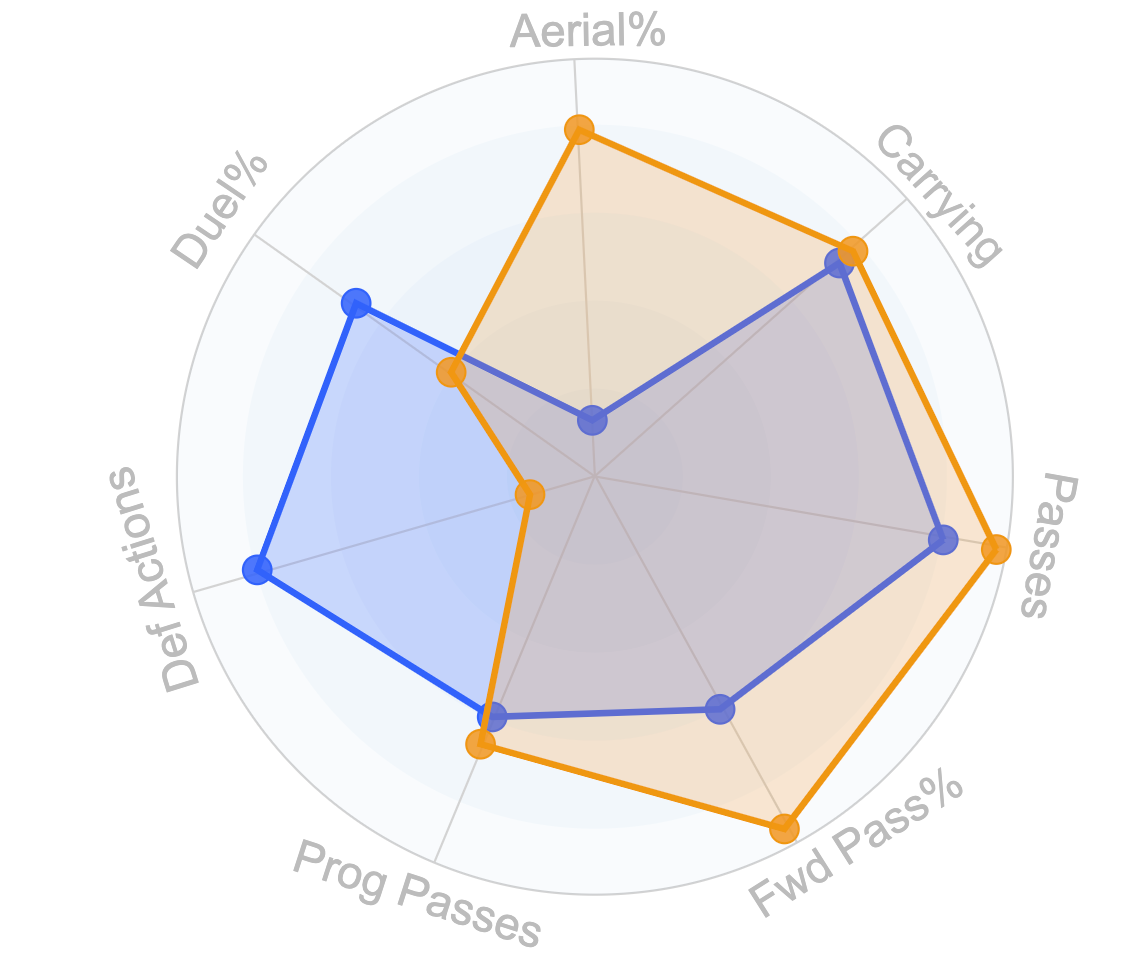 Aerial%
Carrying
Passes
Fwd Pass%
Prog Passes
Def Actions
Duel%